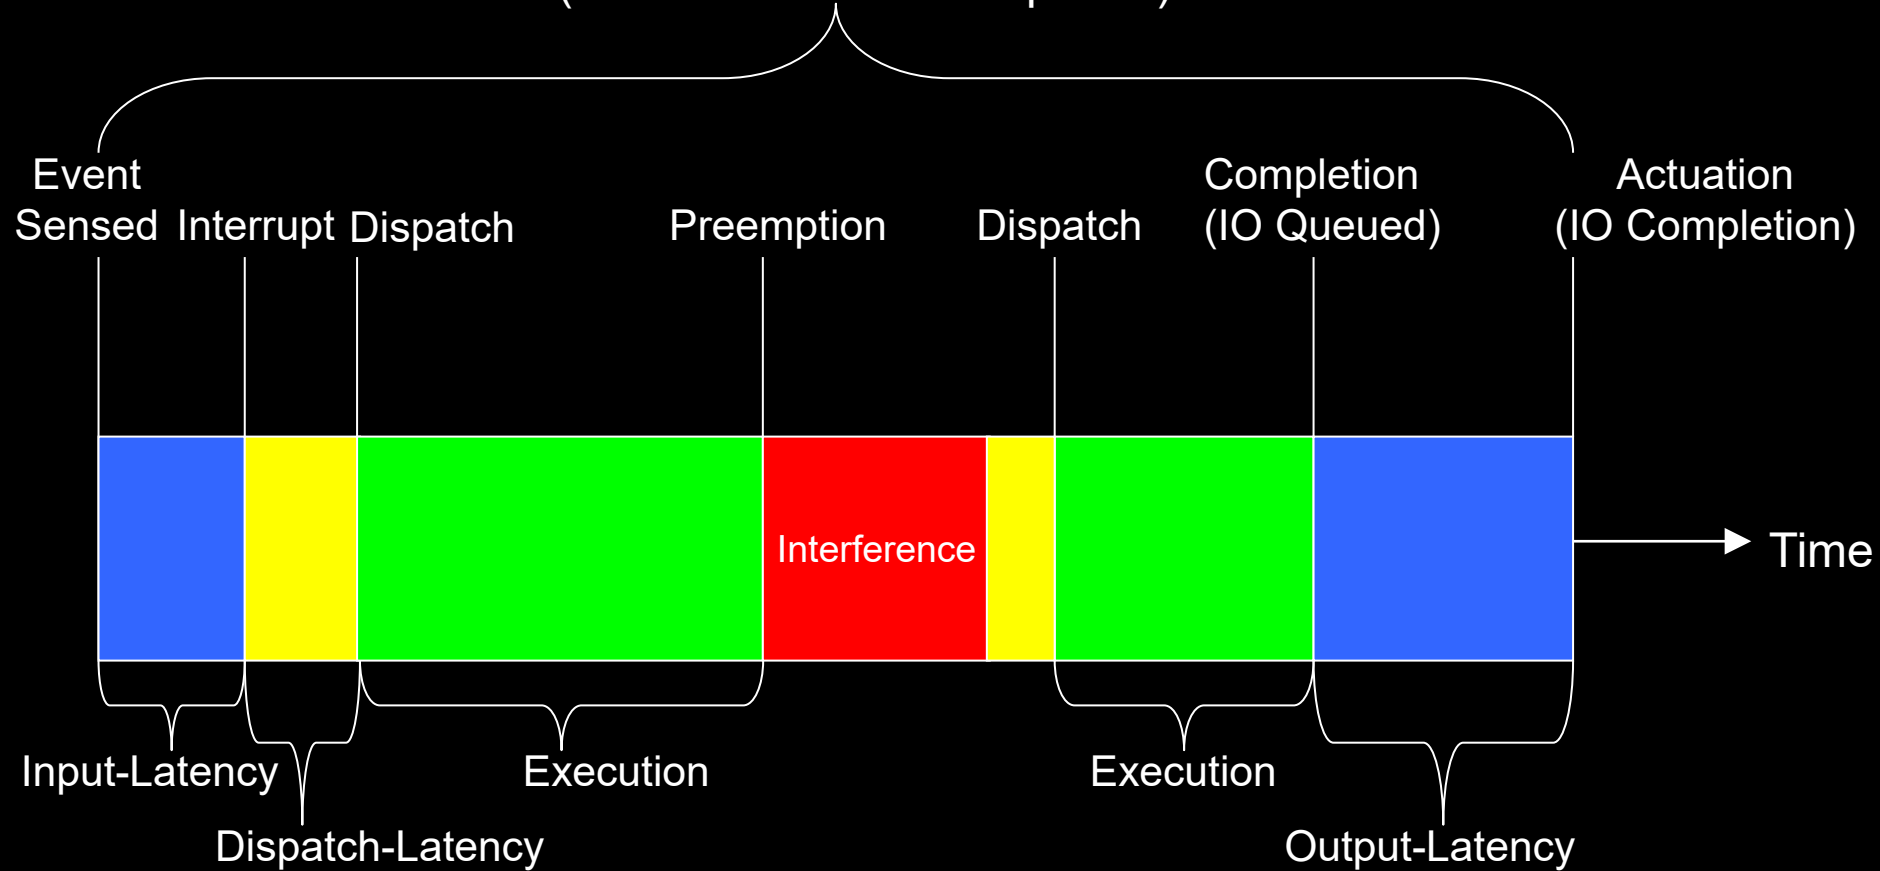 Event
Sensed
Interrupt
Dispatch
Preemption
Dispatch
Completion
(IO Queued)
Actuation
(IO Completion)
Interference
Time
Input-Latency
Execution
Execution
Dispatch-Latency
Output-Latency